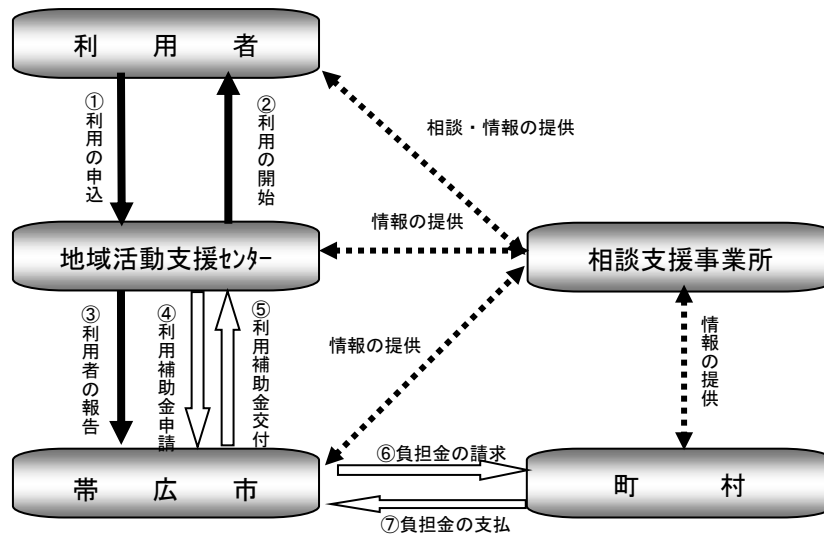 利　用　者
①利用の申込
②利用の開始
相談・情報の提供
情報の提供
地域活動支援ｾﾝﾀｰ
相談支援事業所
③利用者の報告
④利用補助金申請
⑤利用補助金交付
情報の提供
情報の提供
⑥負担金の請求
帯　広　市
町　　村
⑦負担金の支払